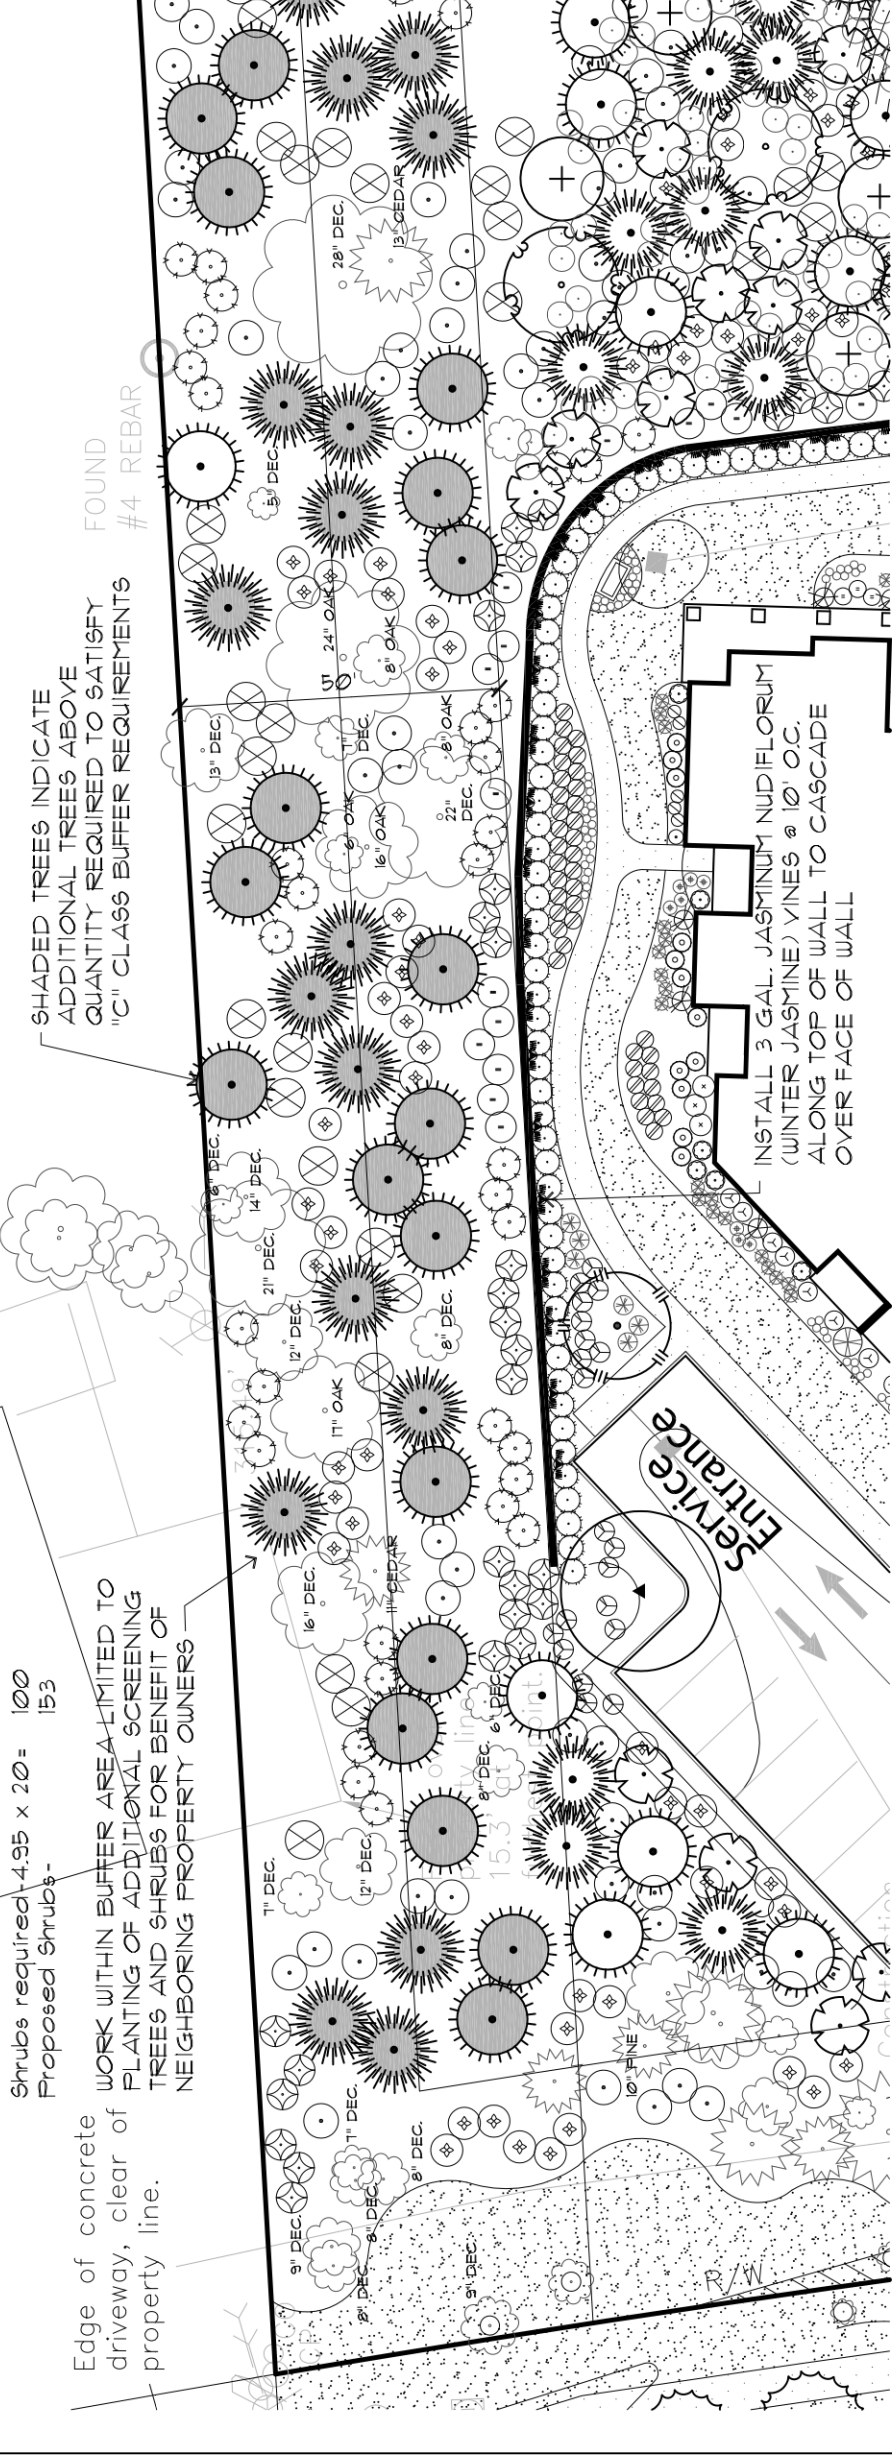 SHADED TREES INDICATE
ADDITIONAL TREES ABOVE
QUANTITY REQUIRED TO SATISFY
"C" CLASS BUFFER REQUIREMENTS
FOUND
#4 REBAR
28" DEC.
13" CEDAR
5" DEC.
24" OAK
8" OAK
50'
13" DEC.
7" DEC.
8" OAK
22" DEC.
6" OAK
16" OAK
INSTALL 3 GAL. JASMINUM NUDIFLORUM
(WINTER JASMINE) VINES @ 10' O.C.
ALONG TOP OF WALL TO CASCADE
OVER FACE OF WALL
14" DEC.
21" DEC.
12" DEC.
8" DEC.
17" OAK
Service
Entrance
Shrubs required-4.95 x 20= 100
Proposed Shrubs- 153
WORK WITHIN BUFFER AREA LIMITED TO
PLANTING OF ADDITIONAL SCREENING
TREES AND SHRUBS FOR BENEFIT OF
NEIGHBORING PROPERTY OWNERS
16" DEC.
11" CEDAR
6" DEC.
8" DEC.
12" DEC.
7" DEC.
Edge of concrete
driveway, clear of
property line.
10" PINE
7" DEC.
8" DEC.
8" DEC.
9" DEC.
8" DEC.
9" DEC.
R/W